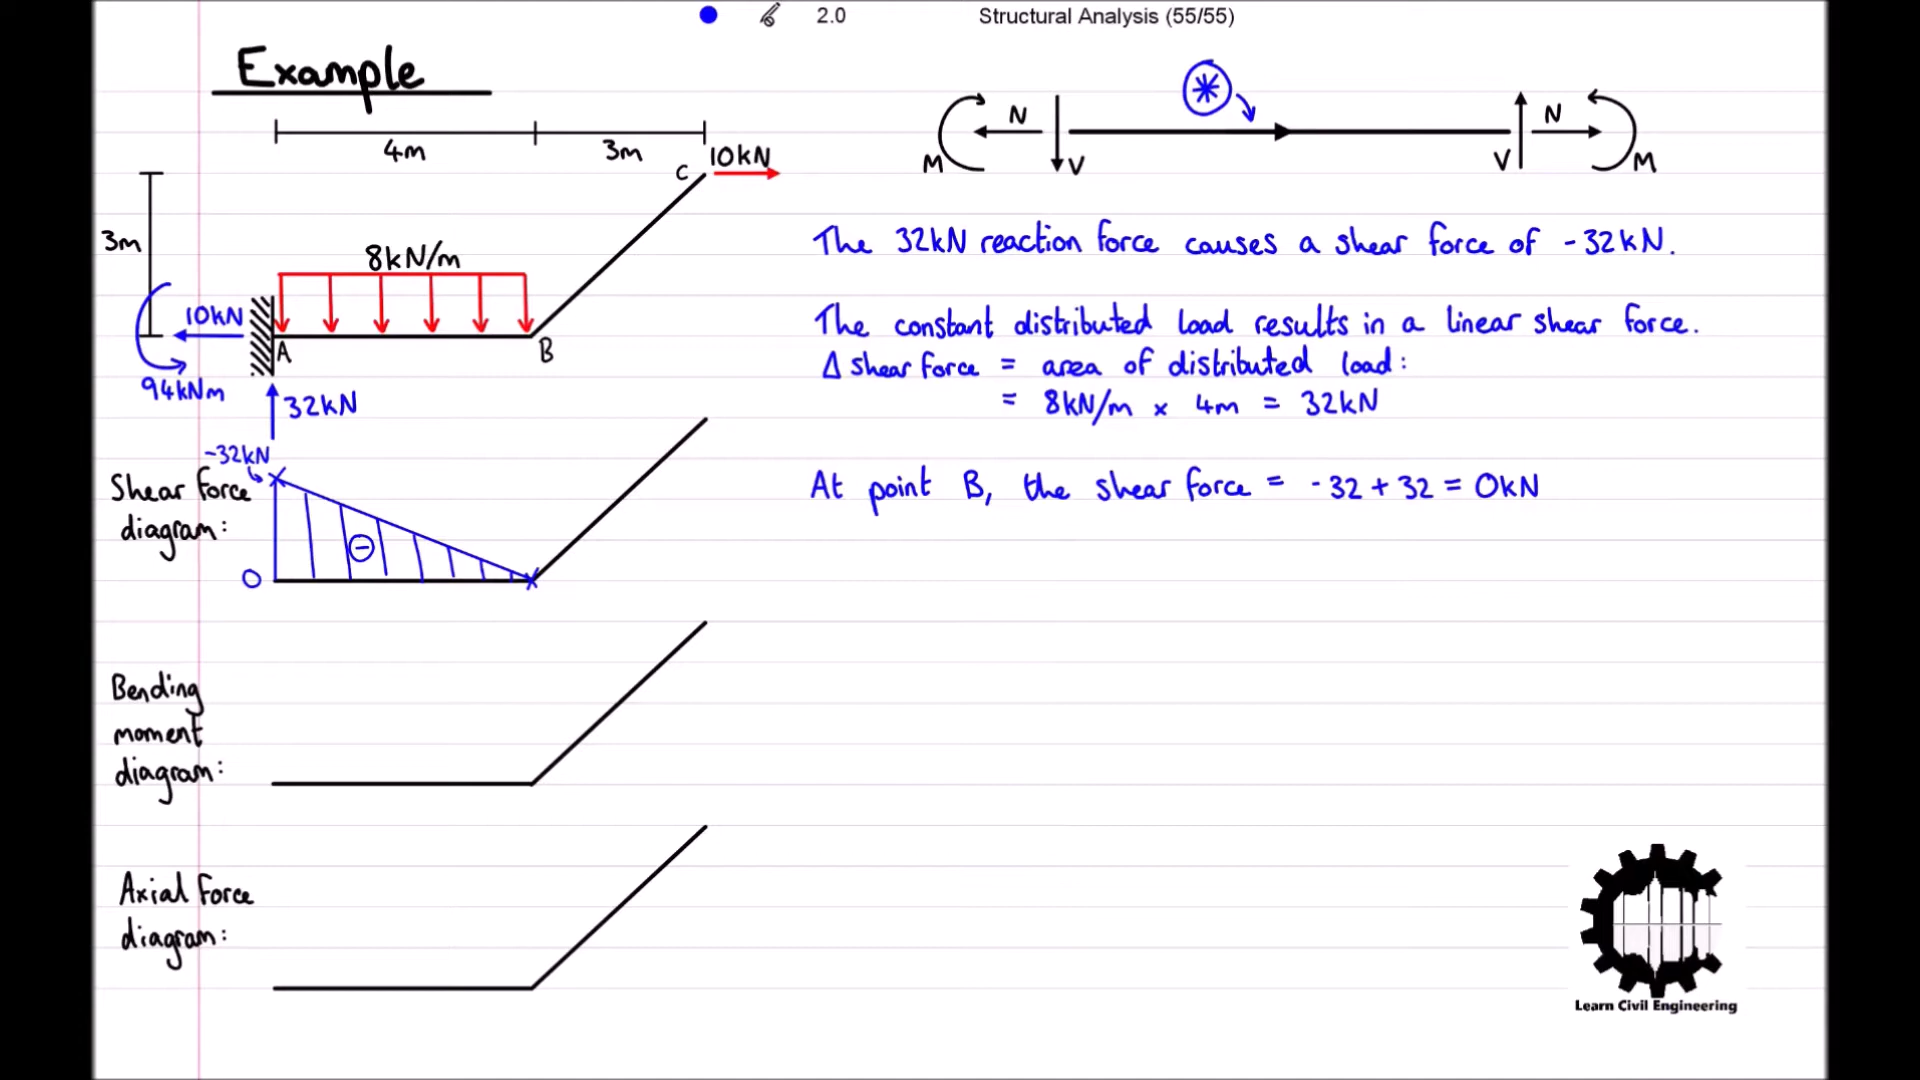 2.0
Structural Analysis (55/55)
Example
4m
3m
C
10kN
3m
8kN/m
10kN
A
B
94kNm
32kN
M
N
V
*
V
N
M
The 32kN reaction force causes a shear force of -32kN.
The constant distributed load results in a linear shear force.
Δ shear force = area of distributed load:
= 8kN/m × 4m = 32kN
At point B, the shear force = -32 + 32 = 0kN
-32kN
Shear force
diagram:
-
0
Bending
moment
diagram:
Axial force
diagram:
Learn Civil Engineering